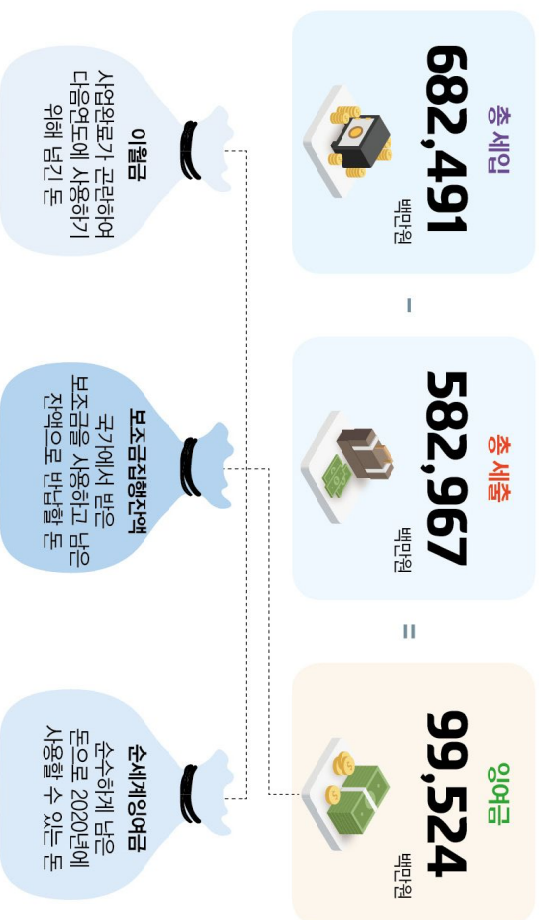 총 세입
682,491
백만원
-
총 세출
582,967
백만원
=
잉여금
99,524
백만원
이월금
사업완료가 곤란하여
다음연도에 사용하기
위해 넘기 돈
보조금집행잔액
국가에서 받은
보조금을 사용하고 남은
잔액으로 반납할 돈
순세계잉여금
순수하게 남은
돈으로 2020년에
사용할 수 있는 돈